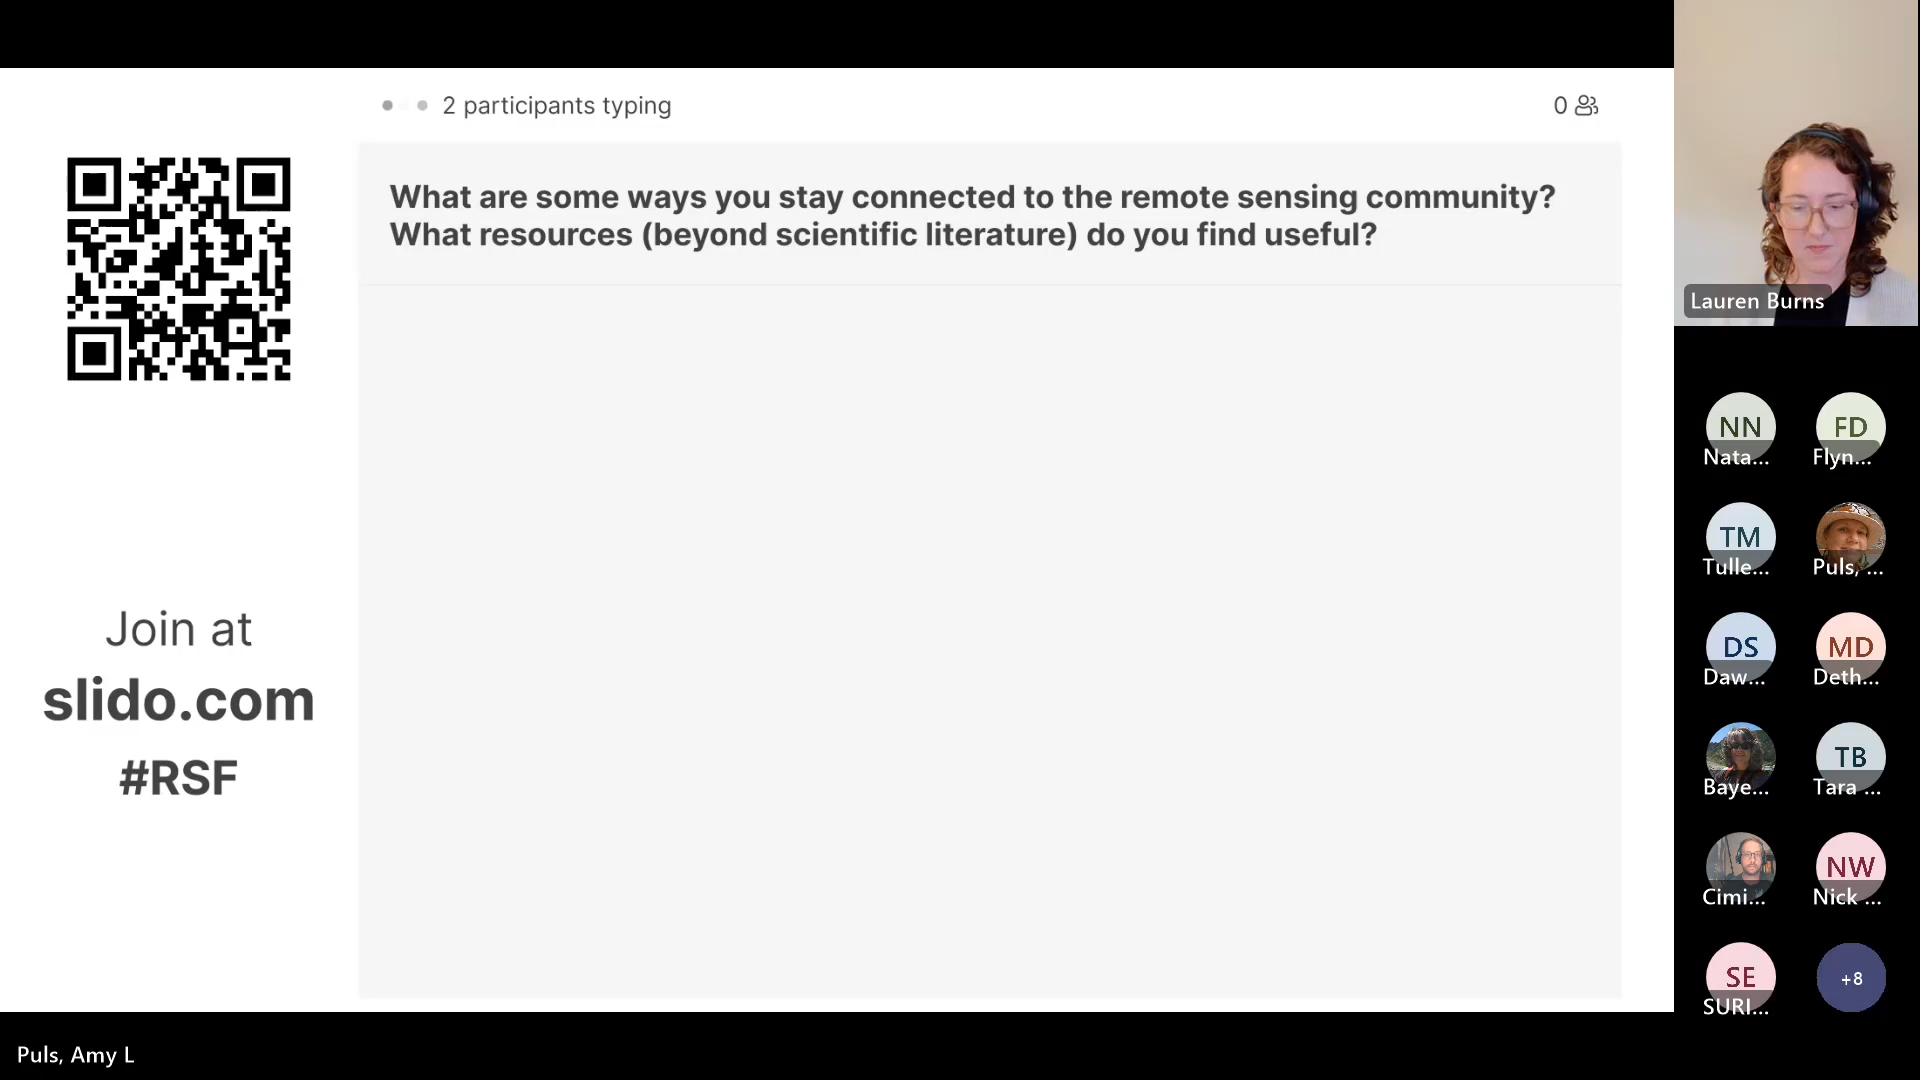 2 participants typing
0
What are some ways you stay connected to the remote sensing community?
What resources (beyond scientific literature) do you find useful?
Join at
slido.com
#RSF
Lauren Burns
NN
Nata...
FD
Flyn...
TM
Tulle...
Puls, ...
DS
Daw...
MD
Deth...
Baye...
TB
Tara ...
Cimi...
NW
Nick ...
SE
SURI...
+8
Puls, Amy L